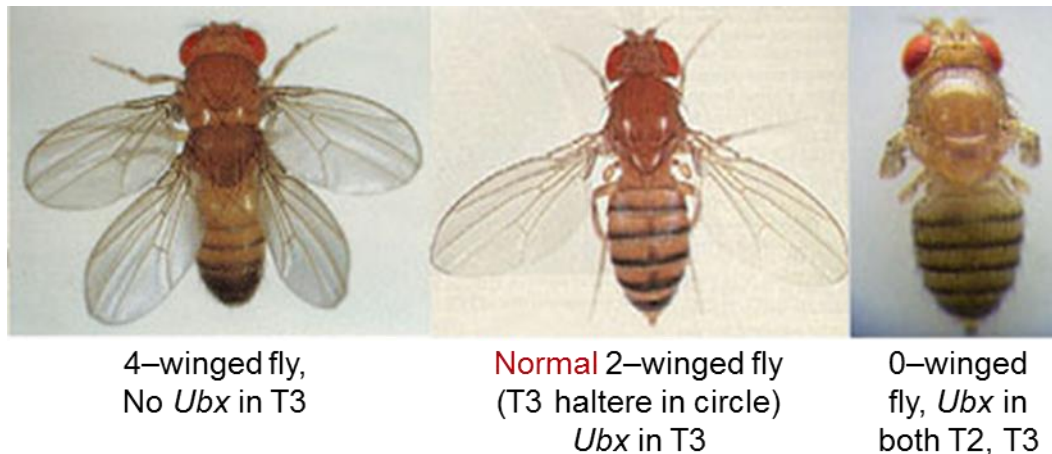 4–winged fly,
No Ubx in T3
Normal 2–winged fly
(T3 haltere in circle)
Ubx in T3
0–winged
fly, Ubx in
both T2, T3